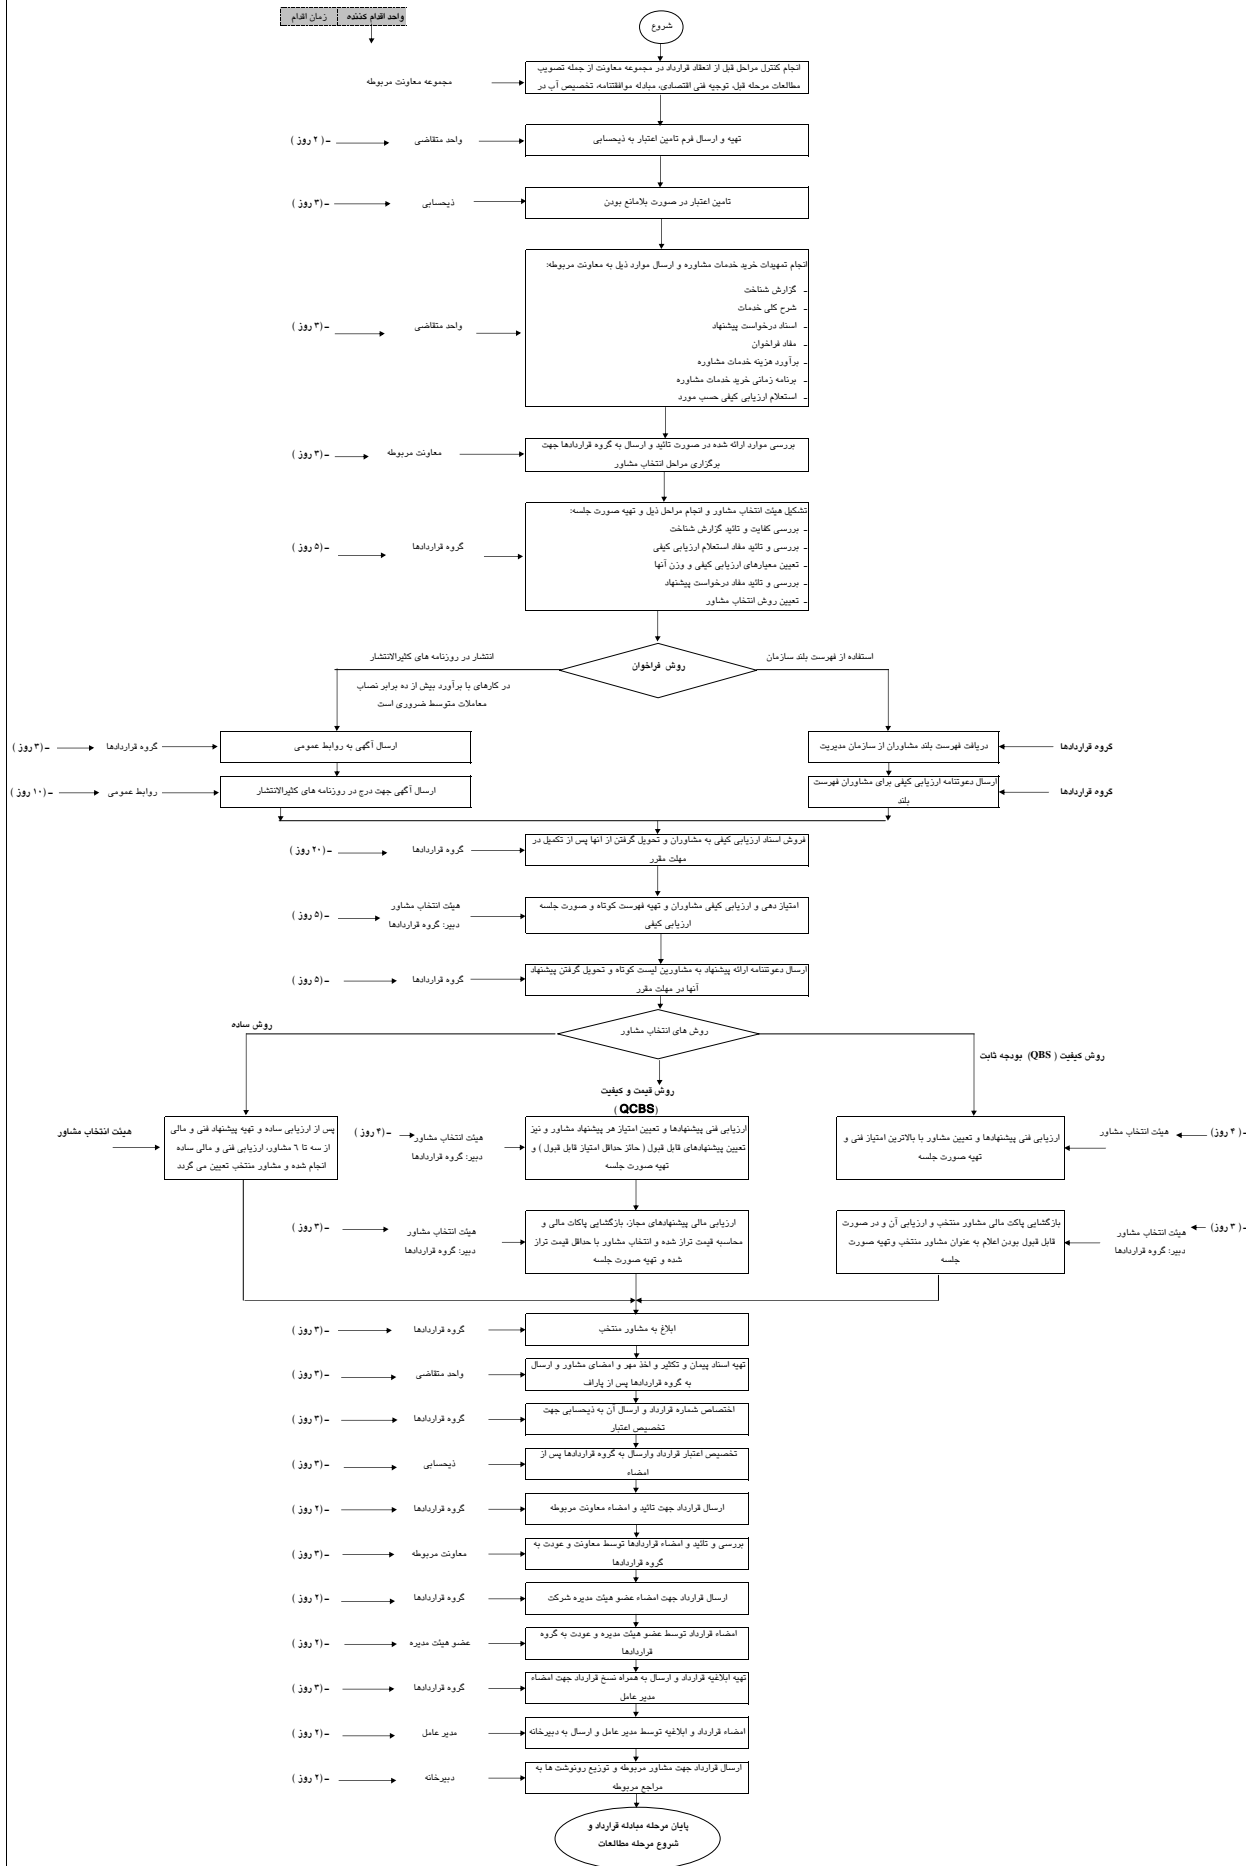 واحد اقدام کننده
زمان اقدام
شروع
انجام کنترل مراحل قبل از انعقاد قرارداد در مجموعه معاونت از جمله تصویب
مطالعات مرحله قبل، توجیه فنی اقتصادی، مبادله موافقتنامه، تخصیص آب در
مجموعه معاونت مربوطه
تهیه و ارسال فرم تامین اعتبار به ذیحسابی
واحد متقاضی
ـ ( ۲ روز )
تامین اعتبار در صورت بلامانع بودن
ذیحسابی
ـ (۳ روز )
انجام تمهیدات خرید خدمات مشاوره و ارسال موارد ذیل به معاونت مربوطه:
ـ گزارش شناخت
ـ شرح کلی خدمات
ـ اسناد درخواست پیشنهاد
ـ مفاد فراخوان
ـ برآورد هزینه خدمات مشاوره
ـ برنامه زمانی خرید خدمات مشاوره
ـ استعلام ارزیابی کیفی حسب مورد
واحد متقاضی
ـ (۳ روز )
بررسی موارد ارائه شده در صورت تائید و ارسال به گروه قراردادها جهت
برگزاری مراحل انتخاب مشاور
معاونت مربوطه
ـ (۳ روز )
تشکیل هیئت انتخاب مشاور و انجام مراحل ذیل و تهیه صورت جلسه:
ـ بررسی کفایت و تائید گزارش شناخت
ـ بررسی و تائید مفاد استعلام ارزیابی کیفی
ـ تعیین معیارهای ارزیابی کیفی و وزن آنها
ـ بررسی و تائید مفاد درخواست پیشنهاد
ـ تعیین روش انتخاب مشاور
گروه قراردادها
ـ (۵ روز )
روش فراخوان
استفاده از فهرست بلند سازمان
انتشار در روزنامه های کثیرالانتشار
در کارهای با برآورد بیش از ده برابر نصاب
معاملات متوسط ضروری است
گروه قراردادها
دریافت فهرست بلند مشاوران از سازمان مدیریت
ارسال آگهی به روابط عمومی
گروه قراردادها
ـ (۳ روز )
گروه قراردادها
ارسال دعوتنامه ارزیابی کیفی برای مشاوران فهرست
بلند
ارسال آگهی جهت درج در روزنامه های کثیرالانتشار
روابط عمومی
ـ (۱۰ روز )
فروش اسناد ارزیابی کیفی به مشاوران و تحویل گرفتن از آنها پس از تکمیل در
مهلت مقرر
گروه قراردادها
ـ (۲۰ روز )
امتیاز دهی و ارزیابی کیفی مشاوران و تهیه فهرست کوتاه و صورت جلسه
ارزیابی کیفی
هیئت انتخاب مشاور
دبیر: گروه قراردادها
ـ (۵ روز )
ارسال دعوتنامه ارائه پیشنهاد به مشاورین لیست کوتاه و تحویل گرفتن پیشنهاد
آنها در مهلت مقرر
گروه قراردادها
ـ (۵ روز )
روش های انتخاب مشاور
روش ساده
روش کیفیت ( QBS) بودجه ثابت
روش قیمت و کیفیت
( QCBS)
ـ ( ۴ روز)
هیئت انتخاب مشاور
ارزیابی فنی پیشنهادها و تعیین مشاور با بالاترین امتیاز فنی و
تهیه صورت جلسه
ارزیابی فنی پیشنهادها و تعیین امتیاز هر پیشنهاد مشاور و نیز
تعیین پیشنهادهای قابل قبول ( حائز حداقل امتیاز قابل قبول ) و
تهیه صورت جلسه
هیئت انتخاب مشاور
دبیر: گروه قراردادها
ـ (۴ روز )
پس از ارزیابی ساده و تهیه پیشنهاد فنی و مالی
از سه تا ٦ مشاور، ارزیابی فنی و مالی ساده
انجام شده و مشاور منتخب تعیین می گردد
هیئت انتخاب مشاور
ـ ( ۳ روز)
هیئت انتخاب مشاور
دبیر: گروه قراردادها
بازگشایی پاکت مالی مشاور منتخب و ارزیابی آن و در صورت
قابل قبول بودن اعلام به عنوان مشاور منتخب وتهیه صورت
جلسه
ارزیابی مالی پیشنهادهای مجاز، بازگشایی پاکات مالی و
محاسبه قیمت تراز شده و انتخاب مشاور با حداقل قیمت تراز
شده و تهیه صورت جلسه
هیئت انتخاب مشاور
دبیر: گروه قراردادها
ـ (۳ روز )
ابلاغ به مشاور منتخب
گروه قراردادها
ـ (۳ روز )
تهیه اسناد پیمان و تکثیر و اخذ مهر و امضای مشاور و ارسال
به گروه قراردادها پس از پاراف
واحد متقاضی
ـ (۳ روز )
اختصاص شماره قرارداد و ارسال آن به ذیحسابی جهت
تخصیص اعتبار
گروه قراردادها
ـ (۳ روز )
تخصیص اعتبار قرارداد وارسال به گروه قراردادها پس از
امضاء
ذیحسابی
ـ (۳ روز )
ارسال قرارداد جهت تائید و امضاء معاونت مربوطه
گروه قراردادها
ـ (۲ روز )
بررسی و تائید و امضاء قراردادها توسط معاونت و عودت به
گروه قراردادها
معاونت مربوطه
ـ (۳ روز )
ارسال قرارداد جهت امضاء عضو هیئت مدیره شرکت
گروه قراردادها
ـ (۲ روز )
امضاء قرارداد توسط عضو هیئت مدیره و عودت به گروه
قراردادها
عضو هیئت مدیره
ـ (۲ روز )
تهیه ابلاغیه قرارداد و ارسال به همراه نسخ قرارداد جهت امضاء
مدیر عامل
گروه قراردادها
ـ (۳ روز )
امضاء قرارداد و ابلاغیه توسط مدیر عامل و ارسال به دبیرخانه
مدیر عامل
ـ (۲ روز )
ارسال قرارداد جهت مشاور مربوطه و توزیع رونوشت ها به
مراجع مربوطه
دبیرخانه
ـ (۲ روز )
پایان مرحله مبادله قرارداد و
شروع مرحله مطالعات